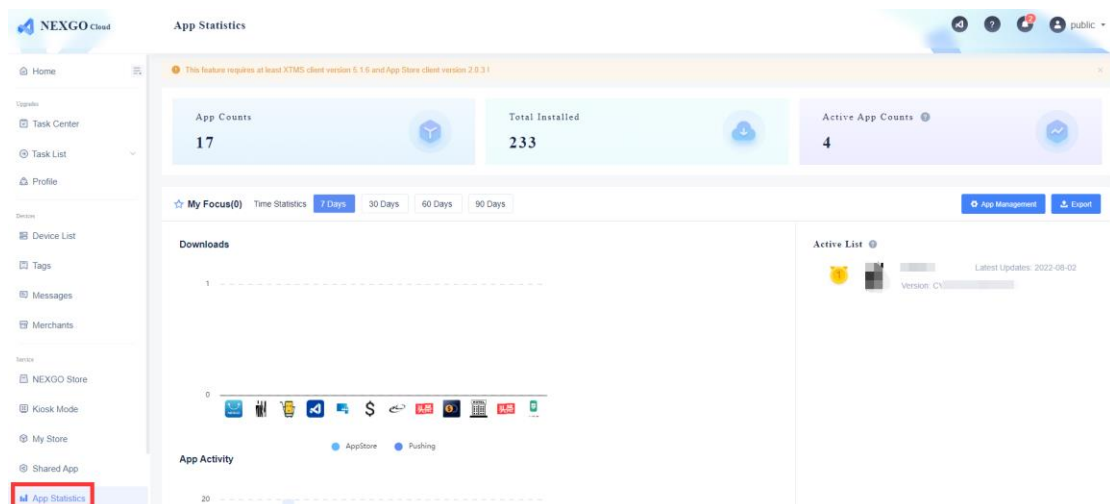 NEXGO Cloud
App Statistics
2
public
Home
This feature requires at least XTMS client version 5.1.6 and App Store client version 2.0.3 !
Upgrades
Task Center
Task List
Profile
Devices
Device List
Tags
Messages
Merchants
Service
NEXGO Store
Kiosk Mode
My Store
Shared App
App Statistics
App Counts
17
Total Installed
233
Active App Counts
4
My Focus(0) Time Statistics 7 Days 30 Days 60 Days 90 Days
App Management Export
Downloads
1
0
AppStore Pushing
App Activity
20
Active List
1
Latest Updates: 2022-08-02
Version: